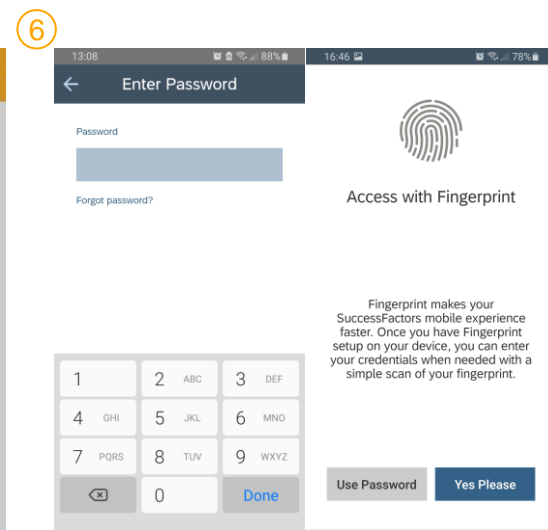 6
13:08 88%
Enter Password
Password
Forgot password?
1
2 ABC
3 DEF
4 GHI
5 JKL
6 MNO
7 PQRS
8 TUV
9 WXYZ
0
Done
16:46 78%
Access with Fingerprint
Fingerprint makes your
SuccessFactors mobile experience
faster. Once you have Fingerprint
setup on your device, you can enter
your credentials when needed with a
simple scan of your fingerprint.
Use Password
Yes Please